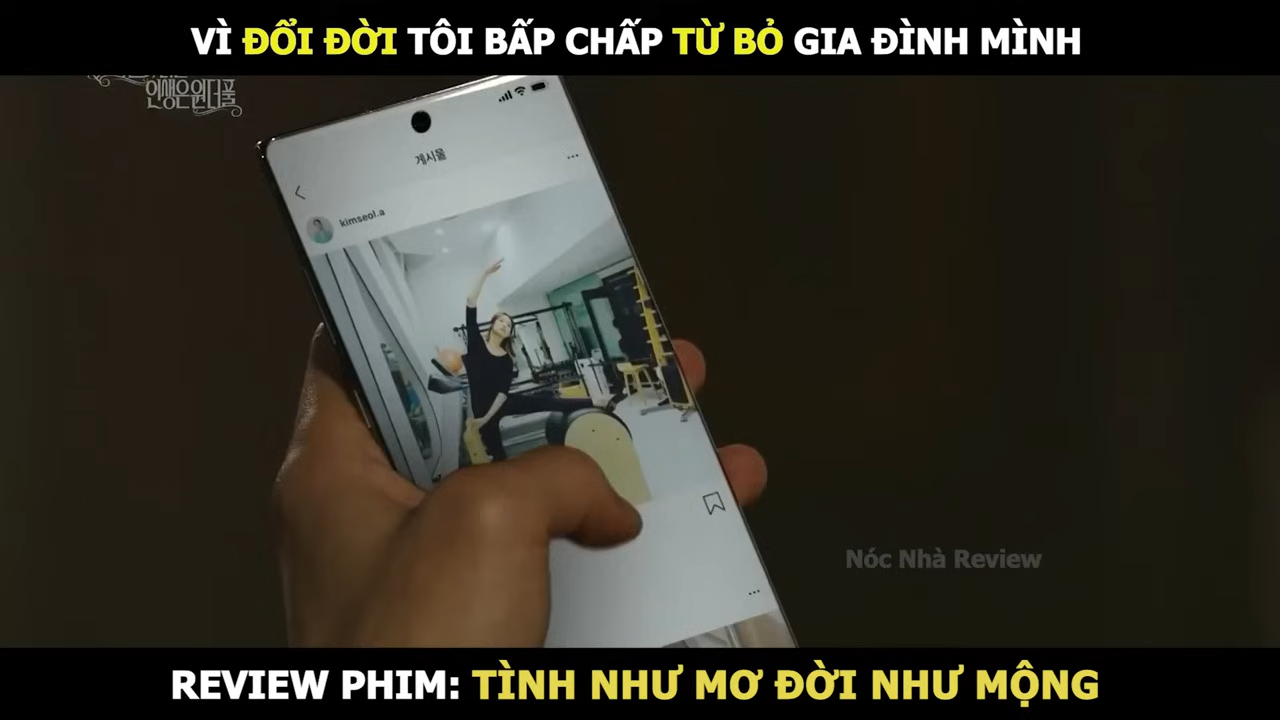 VÌ ĐỔI ĐỜI TÔI BẤP CHẤP TỪ BỎ GIA ĐÌNH MÌNH
인생은 원더풀
게시물
kimseol.a
Nóc Nhà Review
REVIEW PHIM: TÌNH NHƯ MƠ ĐỜI NHƯ MỘNG